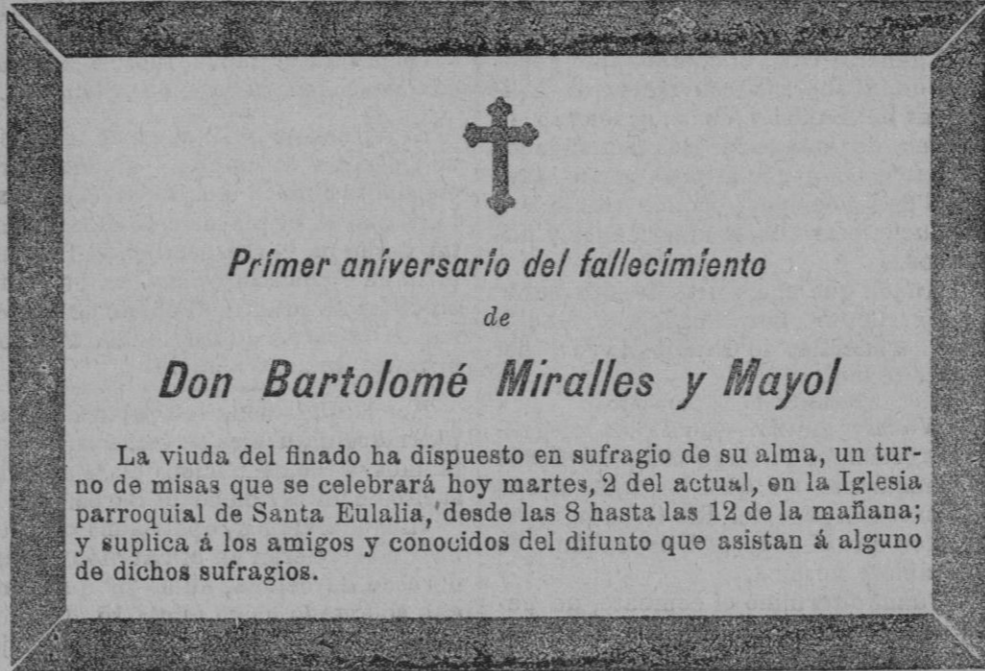 Primer aniversario del fallecimiento
de
Don Bartolomé Miralles y Mayol
La viuda del finado ha dispuesto en sufragio de su alma, un tur-
no de misas que se celebrará hoy martes, 2 del actual, en la Iglesia
parroquial de Santa Eulalia, desde las 8 hasta las 12 de la mañana;
y suplica á los amigos y conocidos del difunto que asistan á alguno
de dichos sufragios.